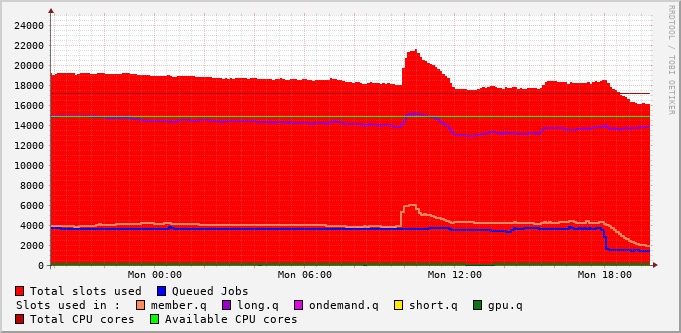 RRDTOOL / TOBI OETIKER
24000
22000
20000
18000
16000
14000
12000
10000
8000
6000
4000
2000
0
Mon 00:00 Mon 06:00 Mon 12:00 Mon 18:00
Total slots used Queued Jobs
Slots used in : member.q long.q ondemand.q short.q gpu.q
Total CPU cores Available CPU cores